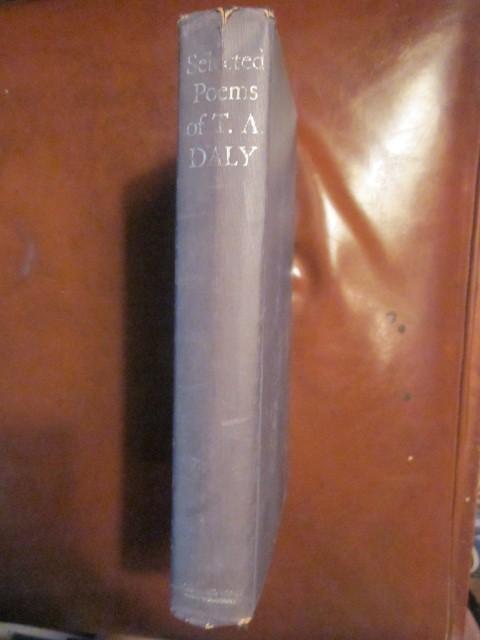 Selected
Poems
of T. A.
DALY